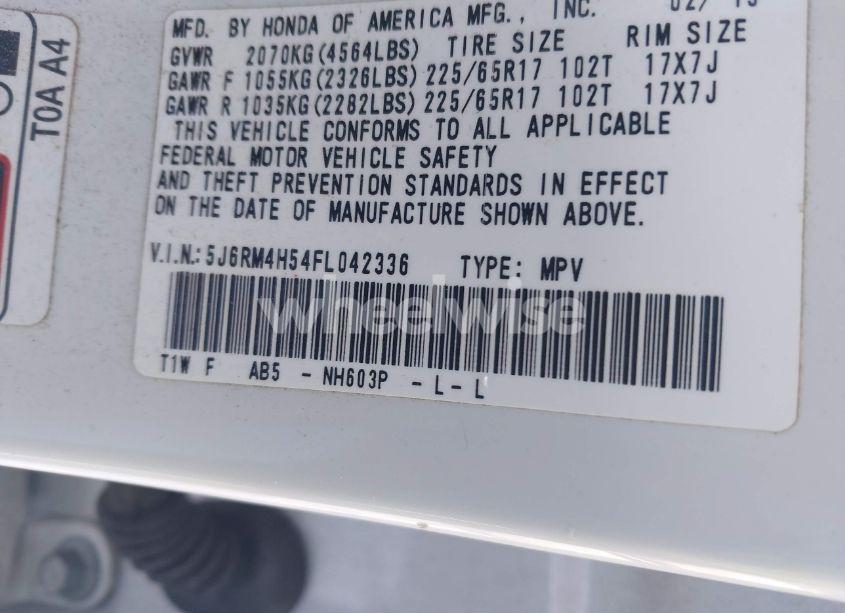 MFD. BY HONDA OF AMERICA MFG., INC. 02/15
GVWR 2070KG(4564LBS) TIRE SIZE RIM SIZE
GAWR F 1055KG(2326LBS) 225/65R17 102T 17X7J
GAWR R 1035KG(2282LBS) 225/65R17 102T 17X7J
THIS VEHICLE CONFORMS TO ALL APPLICABLE
FEDERAL MOTOR VEHICLE SAFETY
AND THEFT PREVENTION STANDARDS IN EFFECT
ON THE DATE OF MANUFACTURE SHOWN ABOVE.
V.I.N.: 5J6RM4H54FL042336 TYPE: MPV
wheelwise
T1W F AB5 - NH603P - L - L
T0A A4